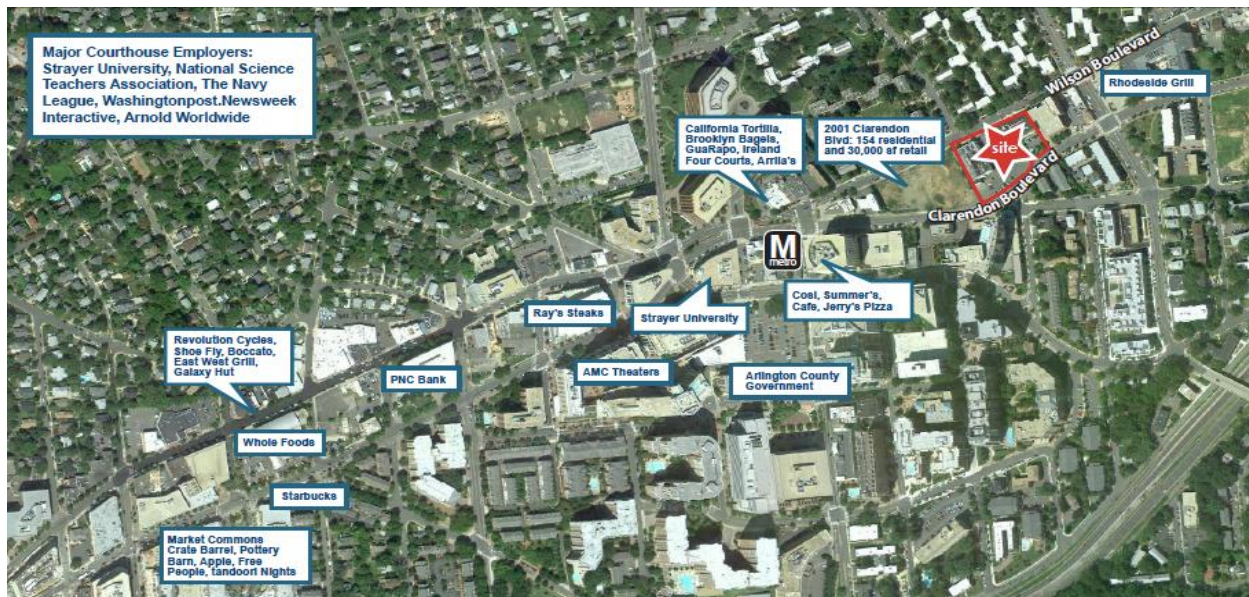 Major Courthouse Employers:
Strayer University, National Science
Teachers Association, The Navy
League, Washingtonpost.Newsweek
Interactive, Arnold Worldwide
Wilson Boulevard
Rhodeside Grill
California Tortilla,
Brooklyn Bagels,
GuaRapo, Ireland
Four Courts, Arrlia's
2001 Clarendon
Blvd: 154 residential
and 30,000 sf retail
site
Clarendon Boulevard
M
metro
Cosi, Summer's,
Cafe, Jerry's Pizza
Ray's Steaks
Strayer University
Revolution Cycles,
Shoe Fly, Boccato,
East West Grill,
Galaxy Hut
PNC Bank
AMC Theaters
Arlington County
Government
Whole Foods
Starbucks
Market Commons
Crate Barrel, Pottery
Barn, Apple, Free
People, tandoori Nights